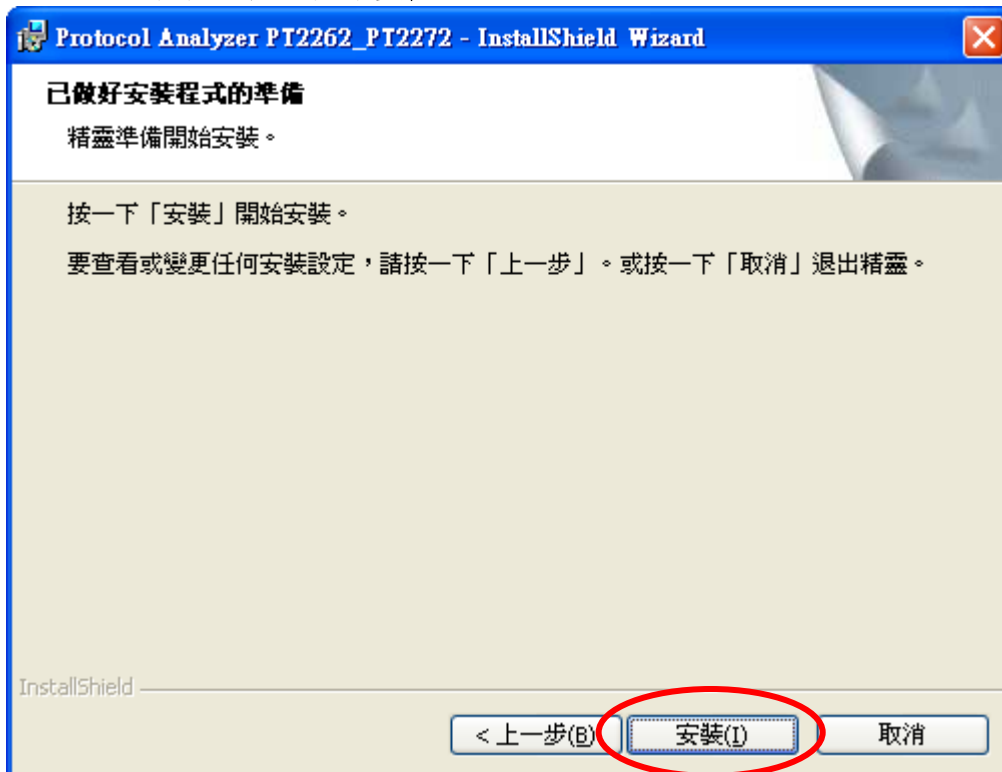 Protocol Analyzer PT2262_PT2272 - InstallShield Wizard
已做好安裝程式的準備
精靈準備開始安裝。
按一下「安裝」開始安裝。
要查看或變更任何安裝設定，請按一下「上一步」。或按一下「取消」退出精靈。
InstallShield
< 上一步(B)
安裝(I)
取消